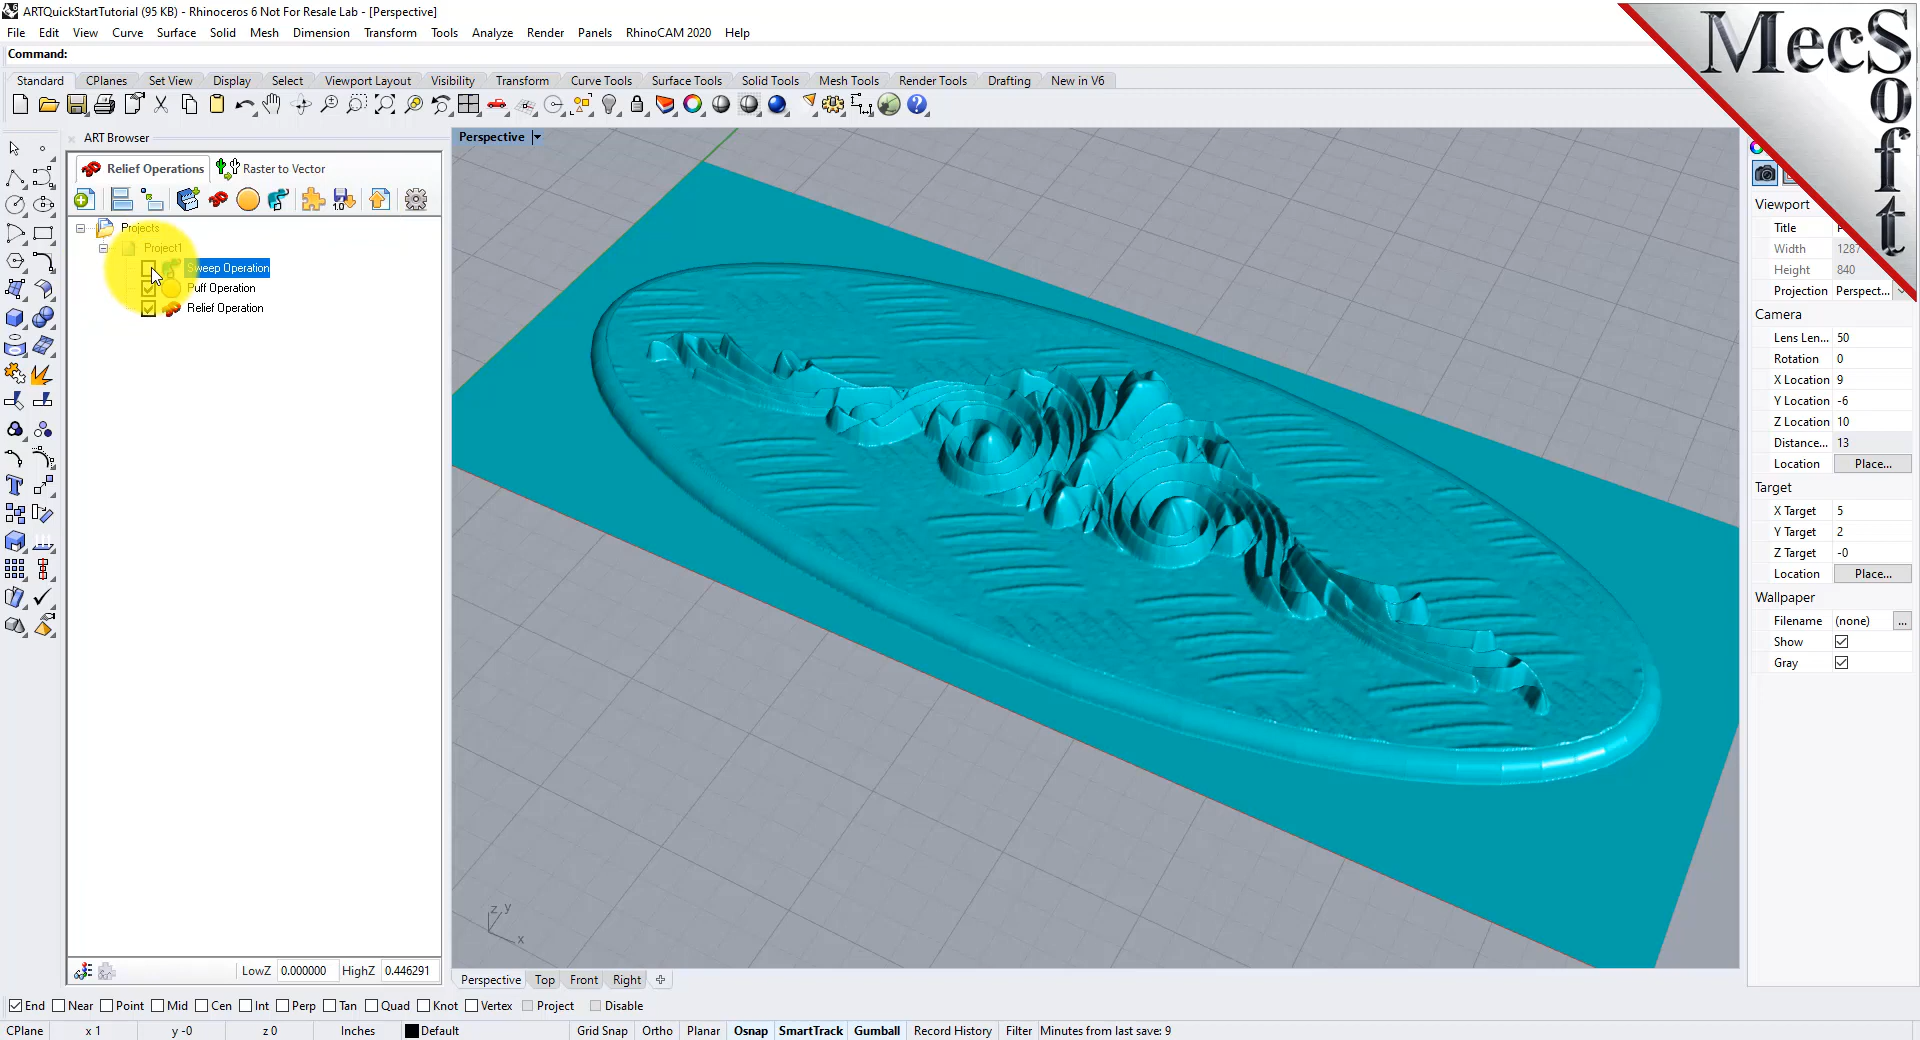 ARTQuickStartTutorial (95 KB) - Rhinoceros 6 Not For Resale Lab - [Perspective]
File Edit View Curve Surface Solid Mesh Dimension Transform Tools Analyze Render Panels RhinoCAM 2020 Help
Command:
Standard CPlanes Set View Display Select Viewport Layout Visibility Transform Curve Tools Surface Tools Solid Tools Mesh Tools Render Tools Drafting New in V6
MecSoft
ART Browser
Relief Operations Raster to Vector
1.0
Projects
Project1
Sweep Operation
Puff Operation
Relief Operation
LowZ 0.000000 HighZ 0.446291
Perspective
z y
x
Perspective Top Front Right
Viewport
Title
Width 1287
Height 840
Projection Perspect...
Camera
Lens Len... 50
Rotation 0
X Location 9
Y Location -6
Z Location 10
Distance... 13
Location Place...
Target
X Target 5
Y Target 2
Z Target -0
Location Place...
Wallpaper
Filename (none) ...
Show
Gray
End Near Point Mid Cen Int Perp Tan Quad Knot Vertex Project Disable
CPlane x 1 y -0 z 0 Inches Default Grid Snap Ortho Planar Osnap SmartTrack Gumball Record History Filter Minutes from last save: 9